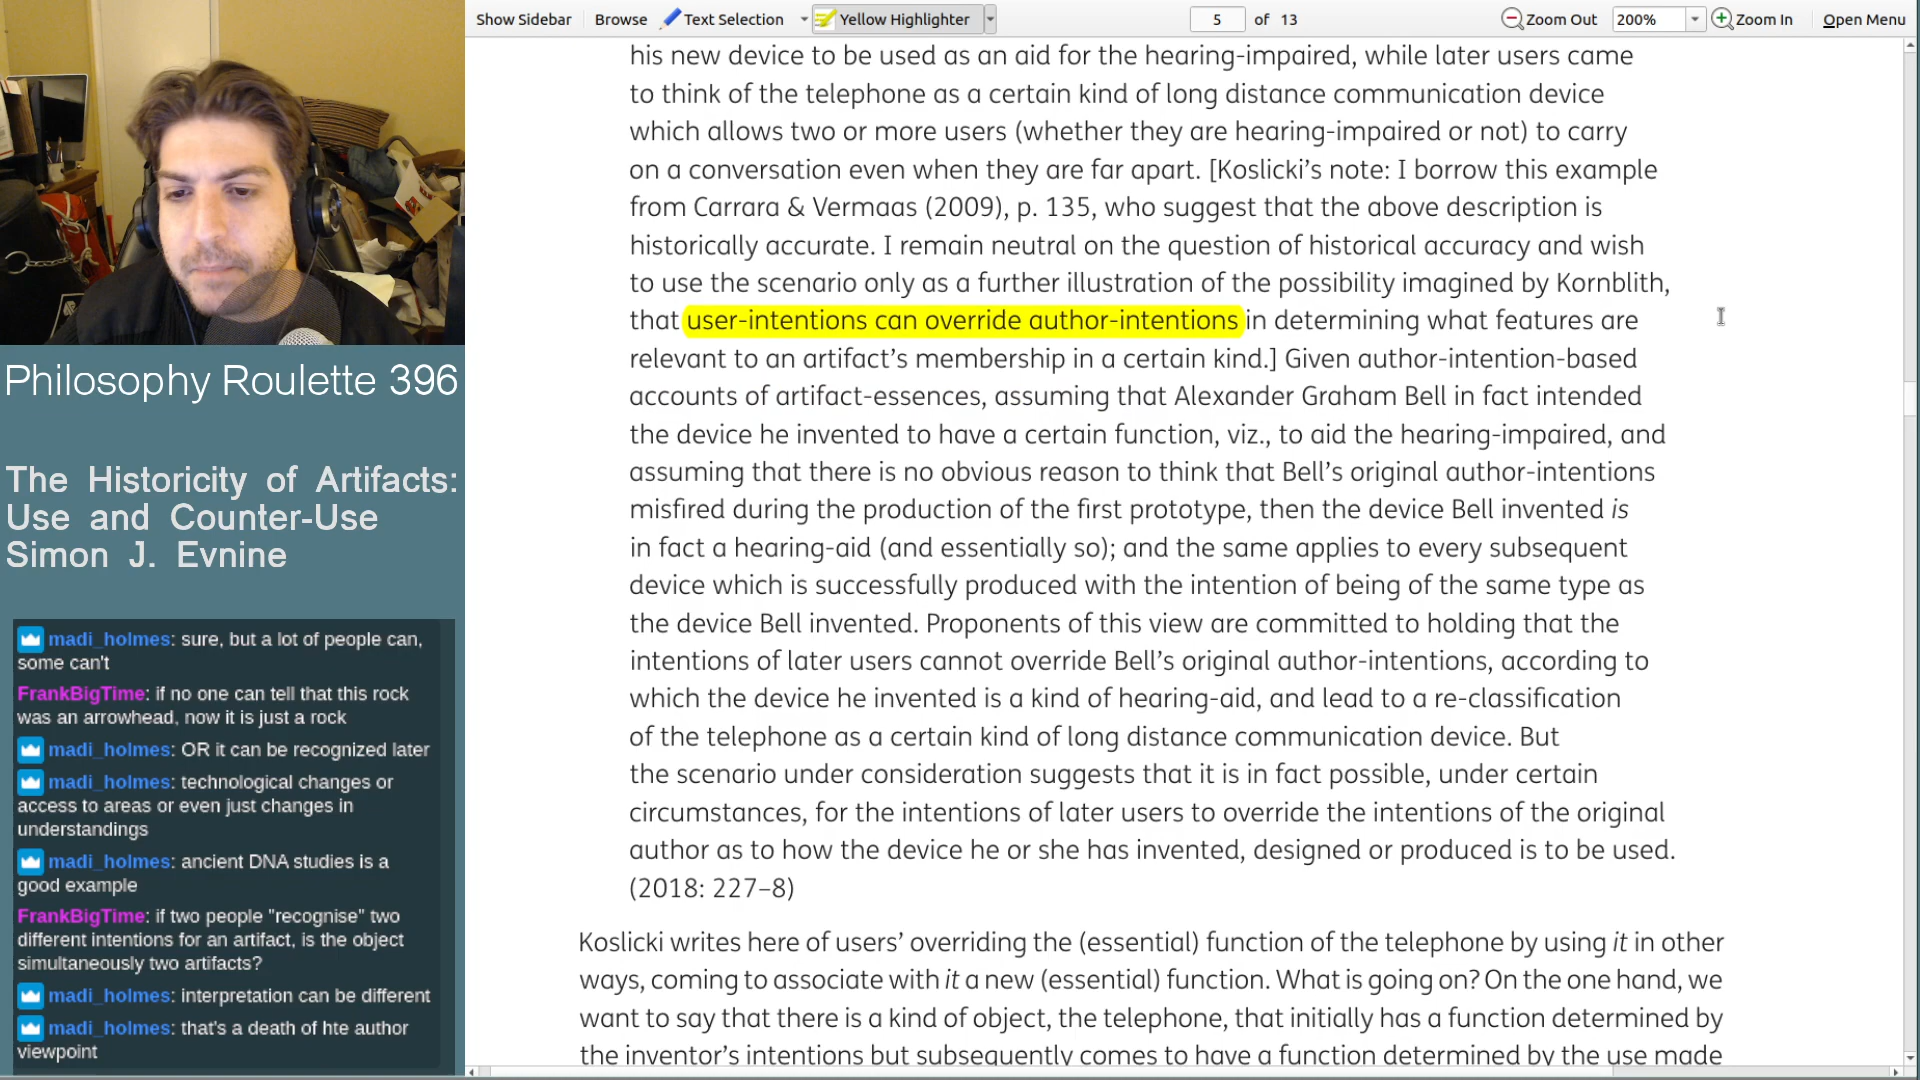 Show Sidebar Browse Text Selection Yellow Highlighter 5 of 13 Zoom Out 200% Zoom In Open Menu
his new device to be used as an aid for the hearing-impaired, while later users came
to think of the telephone as a certain kind of long distance communication device
which allows two or more users (whether they are hearing-impaired or not) to carry
on a conversation even when they are far apart. [Koslicki’s note: I borrow this example
from Carrara & Vermaas (2009), p. 135, who suggest that the above description is
historically accurate. I remain neutral on the question of historical accuracy and wish
to use the scenario only as a further illustration of the possibility imagined by Kornblith,
that user-intentions can override author-intentions in determining what features are
relevant to an artifact’s membership in a certain kind.] Given author-intention-based
accounts of artifact-essences, assuming that Alexander Graham Bell in fact intended
the device he invented to have a certain function, viz., to aid the hearing-impaired, and
assuming that there is no obvious reason to think that Bell’s original author-intentions
misfired during the production of the first prototype, then the device Bell invented is
in fact a hearing-aid (and essentially so); and the same applies to every subsequent
device which is successfully produced with the intention of being of the same type as
the device Bell invented. Proponents of this view are committed to holding that the
intentions of later users cannot override Bell’s original author-intentions, according to
which the device he invented is a kind of hearing-aid, and lead to a re-classification
of the telephone as a certain kind of long distance communication device. But
the scenario under consideration suggests that it is in fact possible, under certain
circumstances, for the intentions of later users to override the intentions of the original
author as to how the device he or she has invented, designed or produced is to be used.
(2018: 227–8)
Koslicki writes here of users’ overriding the (essential) function of the telephone by using it in other
ways, coming to associate with it a new (essential) function. What is going on? On the one hand, we
want to say that there is a kind of object, the telephone, that initially has a function determined by
the inventor’s intentions but subsequently comes to have a function determined by the use made
Philosophy Roulette 396
The Historicity of Artifacts:
Use and Counter-Use
Simon J. Evnine
madi_holmes: sure, but a lot of people can,
some can't
FrankBigTime: if no one can tell that this rock
was an arrowhead, now it is just a rock
madi_holmes: OR it can be recognized later
madi_holmes: technological changes or
access to areas or even just changes in
understandings
madi_holmes: ancient DNA studies is a
good example
FrankBigTime: if two people "recognise" two
different intentions for an artifact, is the object
simultaneously two artifacts?
madi_holmes: interpretation can be different
madi_holmes: that's a death of hte author
viewpoint